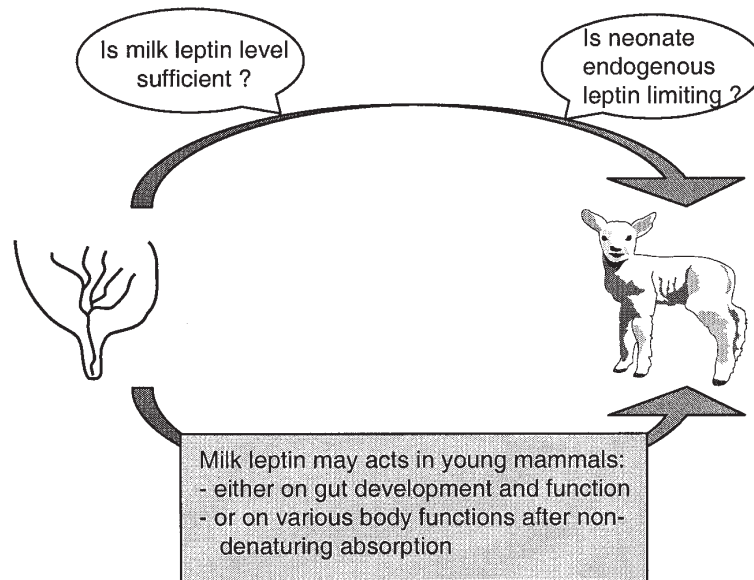 Is milk leptin level
sufficient ?
Is neonate
endogenous
leptin limiting ?
Milk leptin may acts in young mammals:
- either on gut development and function
- or on various body functions after non-
denaturing absorption